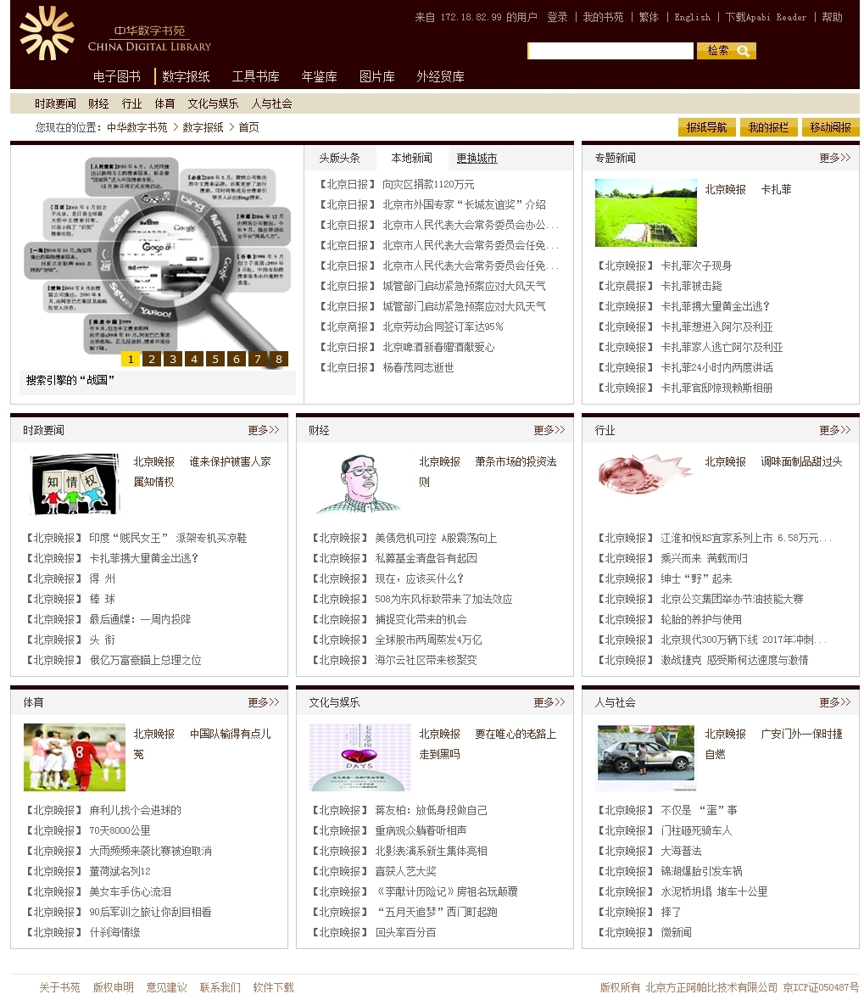 来自 172.18.82.99 的用户 登录 | 我的书苑 | 繁体 | English | 下载Apabi Reader | 帮助
中华数字书苑
CHINA DIGITAL LIBRARY
检索
电子图书 数字报纸 工具书库 年鉴库 图片库 外经贸库
时政要闻 财经 行业 体育 文化与娱乐 人与社会
您现在的位置: 中华数字书苑 > 数字报纸 > 首页
报纸导航 我的报栏 移动阅报
bing
Google
YAHOO!
1 2 3 4 5 6 7 8
搜索引擎的“战国”
头版头条 本地新闻 更换城市
【北京日报】 向灾区捐款1120万元
【北京日报】 北京市外国专家“长城友谊奖”介绍
【北京日报】 北京市人民代表大会常务委员会办公...
【北京日报】 北京市人民代表大会常务委员会任免...
【北京日报】 北京市人民代表大会常务委员会任免...
【北京日报】 城管部门启动紧急预案应对大风天气
【北京日报】 城管部门启动紧急预案应对大风天气
【北京商报】 北京劳动合同签订率达95%
【北京日报】 北京啤酒新春赠酒献爱心
【北京日报】 杨春茂同志逝世
专题新闻 更多>>
北京晚报 卡扎菲
【北京晚报】 卡扎菲次子现身
【北京晨报】 卡扎菲被击毙
【北京晚报】 卡扎菲携大量黄金出逃?
【北京晚报】 卡扎菲想进入阿尔及利亚
【北京晚报】 卡扎菲家人逃亡阿尔及利亚
【北京晚报】 卡扎菲24小时内两度讲话
【北京晚报】 卡扎菲官邸惊现赖斯相册
时政要闻 更多>>
知情权
北京晚报 谁来保护被害人家
属知情权
【北京晚报】 印度“贱民女王” 派架专机买凉鞋
【北京晚报】 卡扎菲携大量黄金出逃?
【北京晚报】 得 州
【北京晚报】 棒 球
【北京晚报】 最后通牒: 一周内投降
【北京晚报】 头 衔
【北京晚报】 俄亿万富豪瞄上总理之位
财经 更多>>
北京晚报 萧条市场的投资法
则
【北京晚报】 美债危机可控 A股震荡向上
【北京晚报】 私募基金清盘各有起因
【北京晚报】 现在，应该买什么?
【北京晚报】 508为东风标致带来了加法效应
【北京晚报】 捕捉变化带来的机会
【北京晚报】 全球股市两周蒸发4万亿
【北京晚报】 海尔云社区带来核聚变
行业 更多>>
北京晚报 调味面制品甜过头
【北京晚报】 江淮和悦RS宜家系列上市 6.58万元...
【北京晚报】 乘兴而来 满载而归
【北京晚报】 绅士“野”起来
【北京晚报】 北京公交集团举办节油技能大赛
【北京晚报】 轮胎的养护与使用
【北京晚报】 北京现代300万辆下线 2017年冲刺...
【北京晚报】 激战捷克 感受斯柯达速度与激情
体育 更多>>
8
北京晚报 中国队输得有点儿
冤
【北京晚报】 麻利儿找个会进球的
【北京晚报】 70天8000公里
【北京晚报】 大雨频频来袭比赛被迫取消
【北京晚报】 董荷斌名列12
【北京晚报】 美女车手伤心流泪
【北京晚报】 90后军训之旅让你刮目相看
【北京晚报】 什刹海情缘
文化与娱乐 更多>>
DAYS
北京晚报 要在唯心的老路上
走到黑吗
【北京晚报】 蒋友柏: 放低身段做自己
【北京晚报】 重病观众躺着听相声
【北京晚报】 北影表演系新生集体亮相
【北京晚报】 喜获人艺大奖
【北京晚报】 《李献计历险记》房祖名玩颠覆
【北京晚报】 “五月天追梦”西门町起跑
【北京晚报】 回头率百分百
人与社会 更多>>
北京晚报 广安门外一保时捷
自燃
【北京晚报】 不仅是 “蛋”事
【北京晚报】 门柱砸死骑车人
【北京晚报】 大海普法
【北京晚报】 锦湖爆胎引发车祸
【北京晚报】 水泥桥坍塌 堵车十公里
【北京晚报】 摔了
【北京晚报】 微新闻
关于书苑 版权申明 意见建议 联系我们 软件下载
版权所有 北京方正阿帕比技术有限公司 京ICP证050487号